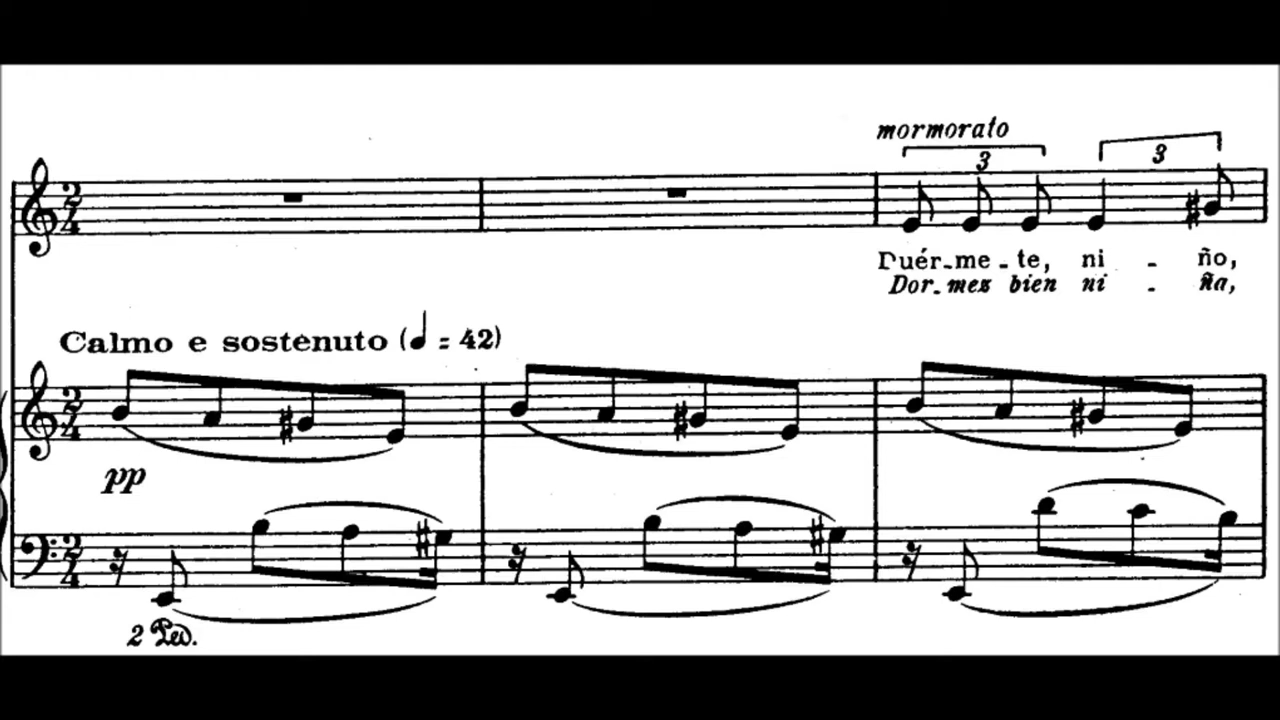 mormorato
3 3
Duér-me-te, ni - ño,
Dor-mez bien ni - ña,
Calmo e sostenuto (♩ = 42)
pp
2 Ped.